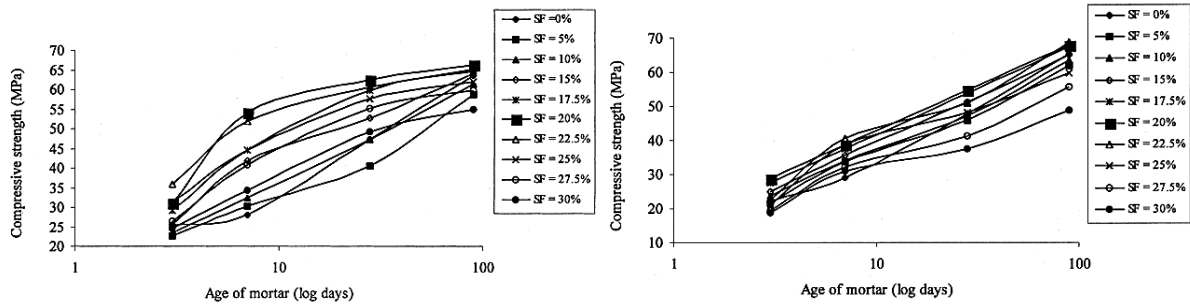 Compressive strength (MPa)
70
65
60
55
50
45
40
35
30
25
20
1
10
100
Age of mortar (log days)
SF =0%
SF = 5%
SF = 10%
SF = 15%
SF = 17.5%
SF = 20%
SF = 22.5%
SF = 25%
SF = 27.5%
SF = 30%
Compressive strength (MPa)
70
60
50
40
30
20
10
1
10
100
Age of mortar (log days)
SF = 0%
SF = 5%
SF = 10%
SF = 15%
SF = 17.5%
SF = 20%
SF = 22.5%
SF = 25%
SF = 27.5%
SF = 30%